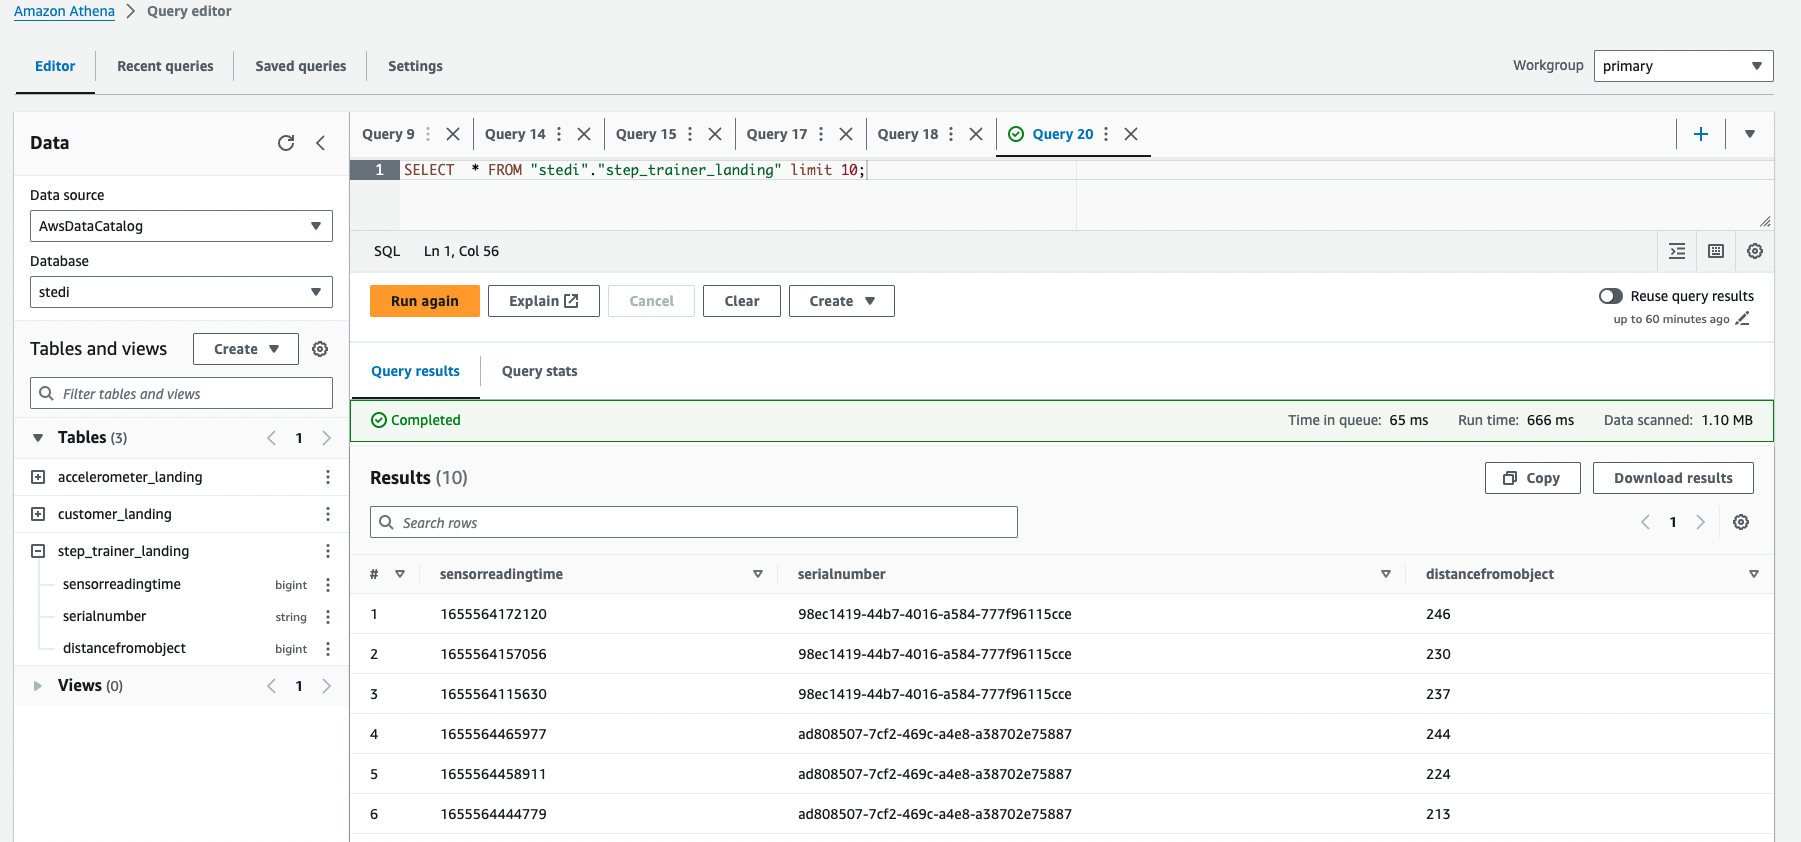 Amazon Athena > Query editor
Editor Recent queries Saved queries Settings Workgroup primary
Data
Data source
AwsDataCatalog
Database
stedi
Tables and views Create
Filter tables and views
Tables (3) 1
accelerometer_landing
customer_landing
step_trainer_landing
sensorreadingtime bigint
serialnumber string
distancefromobject bigint
Views (0) 1
Query 9 Query 14 Query 15 Query 17 Query 18 Query 20
1 SELECT  * FROM "stedi"."step_trainer_landing" limit 10;
SQL Ln 1, Col 56
Run again Explain Cancel Clear Create
Reuse query results
up to 60 minutes ago
Query results Query stats
Completed Time in queue: 65 ms Run time: 666 ms Data scanned: 1.10 MB
Results (10) Copy Download results
Search rows 1
# sensorreadingtime serialnumber distancefromobject
1 1655564172120 98ec1419-44b7-4016-a584-777f96115cce 246
2 1655564157056 98ec1419-44b7-4016-a584-777f96115cce 230
3 1655564115630 98ec1419-44b7-4016-a584-777f96115cce 237
4 1655564465977 ad808507-7cf2-469c-a4e8-a38702e75887 244
5 1655564458911 ad808507-7cf2-469c-a4e8-a38702e75887 224
6 1655564444779 ad808507-7cf2-469c-a4e8-a38702e75887 213